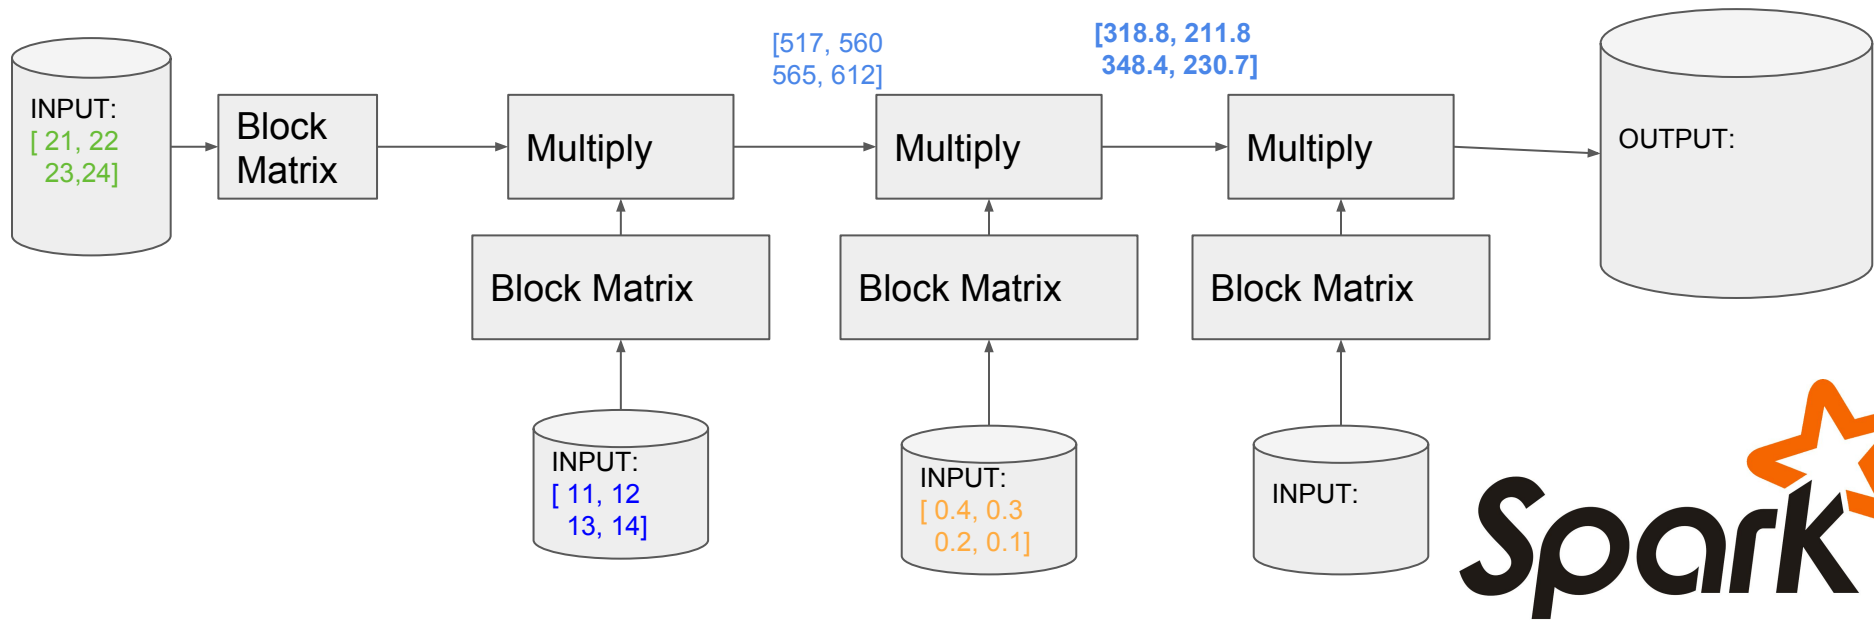 INPUT:
[ 21, 22
23,24]
Block
Matrix
Multiply
[517, 560
565, 612]
Multiply
[318.8, 211.8
348.4, 230.7]
Multiply
OUTPUT:
Block Matrix
Block Matrix
Block Matrix
INPUT:
[ 11, 12
13, 14]
INPUT:
[ 0.4, 0.3
0.2, 0.1]
INPUT:
Spark